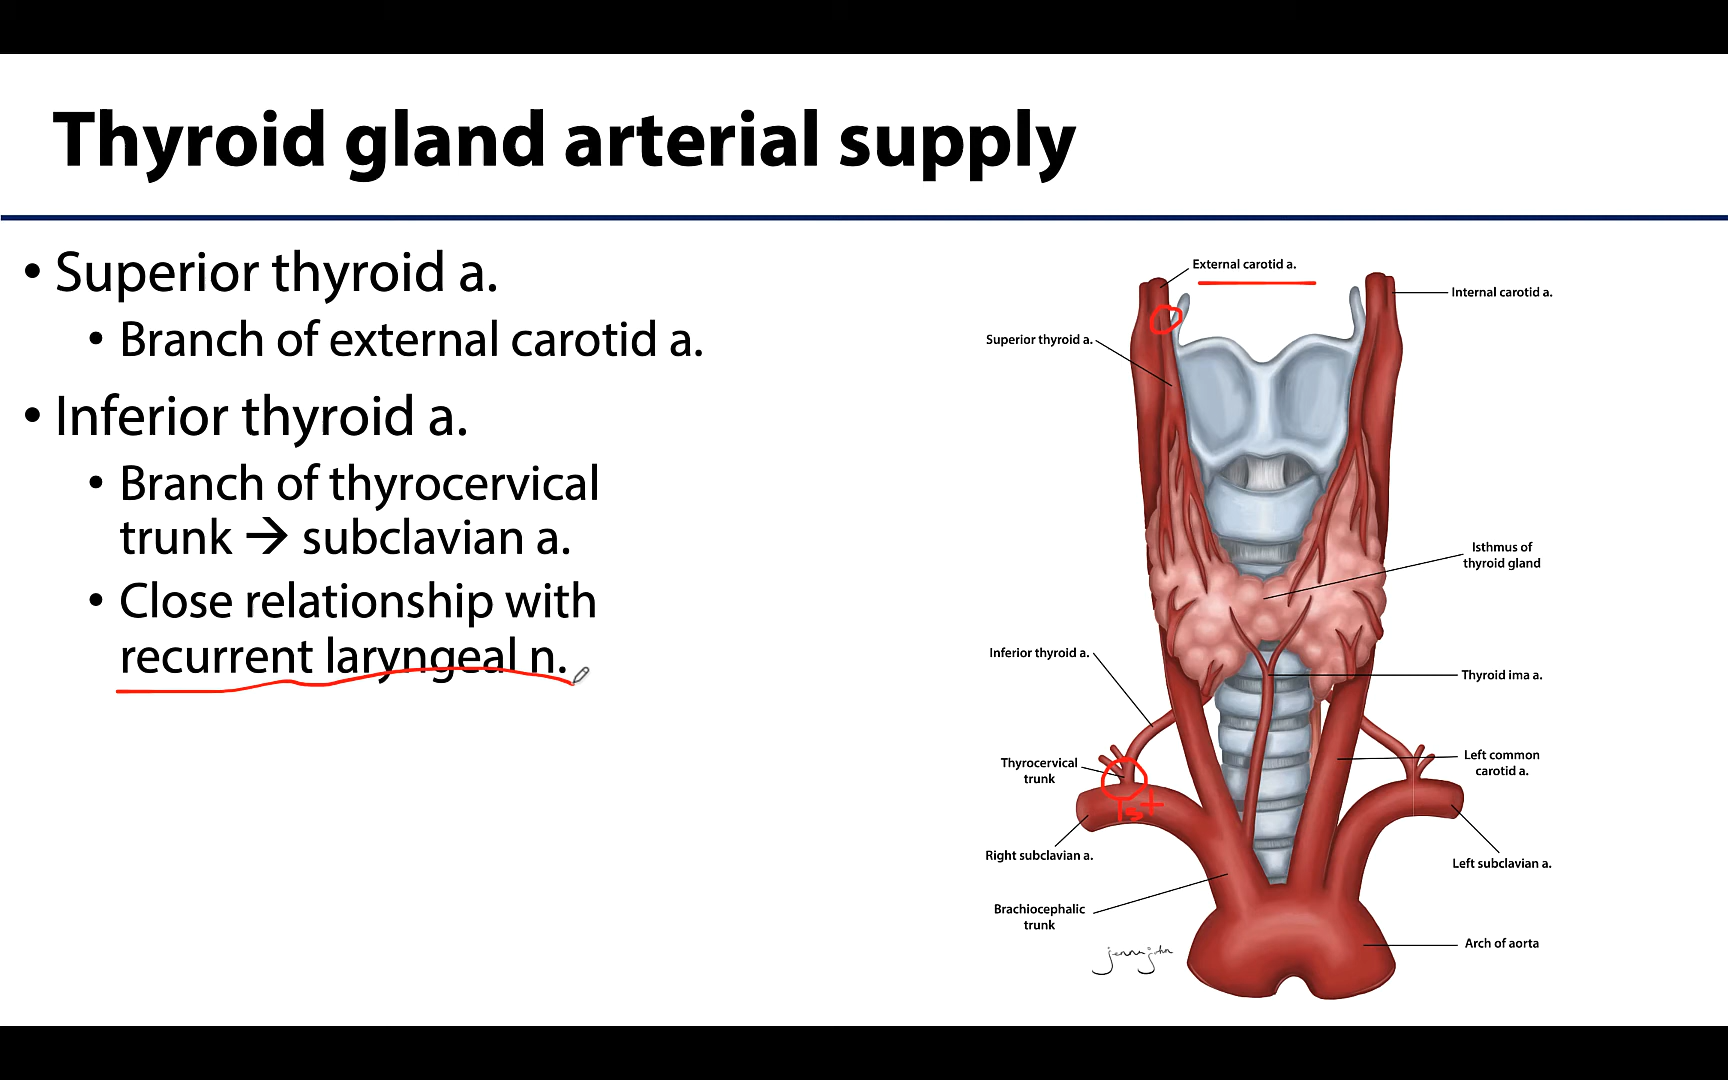 Thyroid gland arterial supply
• Superior thyroid a.
• Branch of external carotid a.
• Inferior thyroid a.
• Branch of thyrocervical
trunk → subclavian a.
• Close relationship with
recurrent laryngeal n.
External carotid a.
Internal carotid a.
Superior thyroid a.
Isthmus of
thyroid gland
Inferior thyroid a.
Thyroid ima a.
Thyrocervical
trunk
Left common
carotid a.
Right subclavian a.
Left subclavian a.
Brachiocephalic
trunk
Arch of aorta